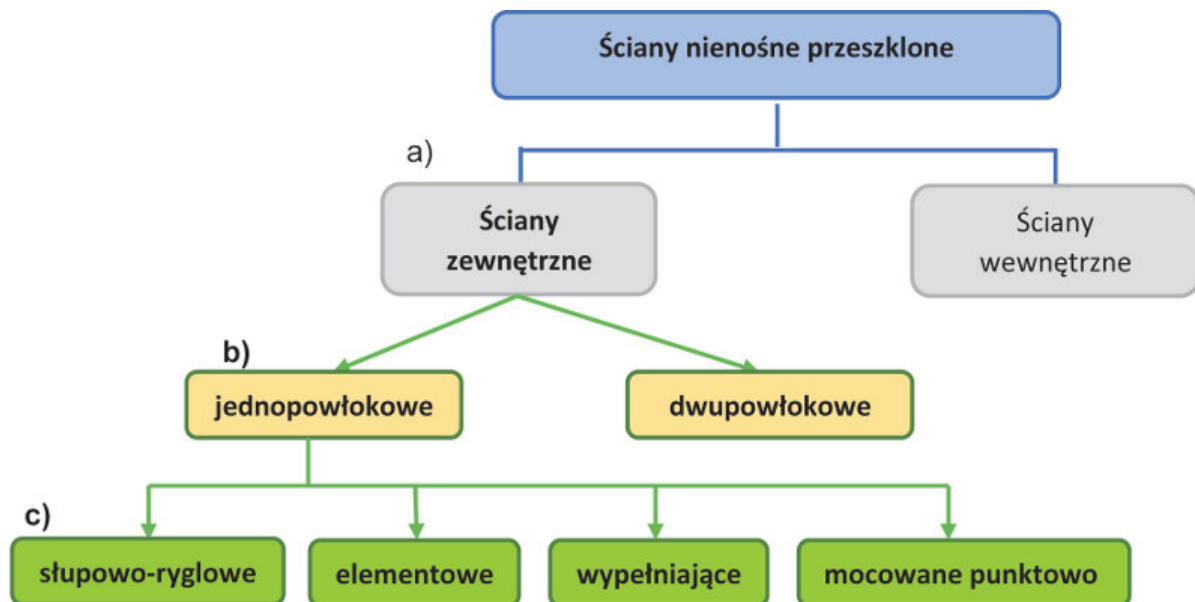 Ściany nienośne przeszklone
a)
Ściany
zewnętrzne
Ściany
wewnętrzne
b)
jednopowłokowe
dwupowłokowe
c)
słupowo-ryglowe
elementowe
wypełniające
mocowane punktowo